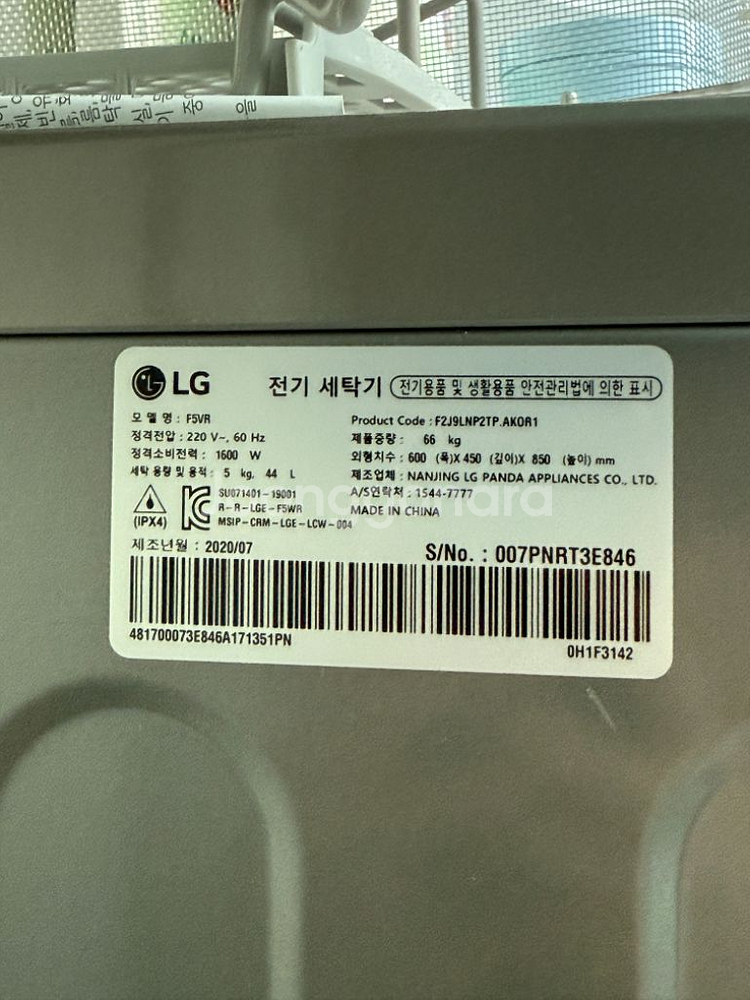 LG 전기 세탁기 전기용품 및 생활용품 안전관리법에 의한 표시
모 델 명 : F5VR
정격전압 : 220 V~, 60 Hz
정격소비전력 : 1600 W
세탁 용량 및 용적 : 5 kg, 44 L
Product Code : F2J9LNP2TP.AKOR1
제품중량 : 66 kg
외형치수 : 600 (폭)X 450 (깊이)X 850 (높이) mm
제조업체 : NANJING LG PANDA APPLIANCES CO., LTD.
A/S연락처 : 1544-7777
MADE IN CHINA
(IPX4)
SU071401-19001
R-R-LGE-F5WR
MSIP-CRM-LGE-LCW-004
제조년월 : 2020/07
S/No. : 007PNRT3E846
481700073E846A171351PN
0H1F3142